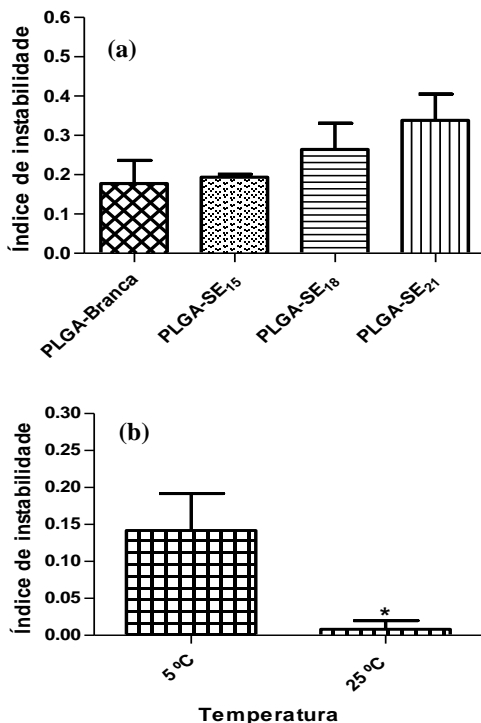 (a)
Índice de instabilidade
0.6
0.5
0.4
0.3
0.2
0.1
0.0
PLGA-Branca
PLGA-SE₁₅
PLGA-SE₁₈
PLGA-SE₂₁
(b)
Índice de instabilidade
0.30
0.25
0.20
0.15
0.10
0.05
0.00
*
5 ºC
25 ºC
Temperatura